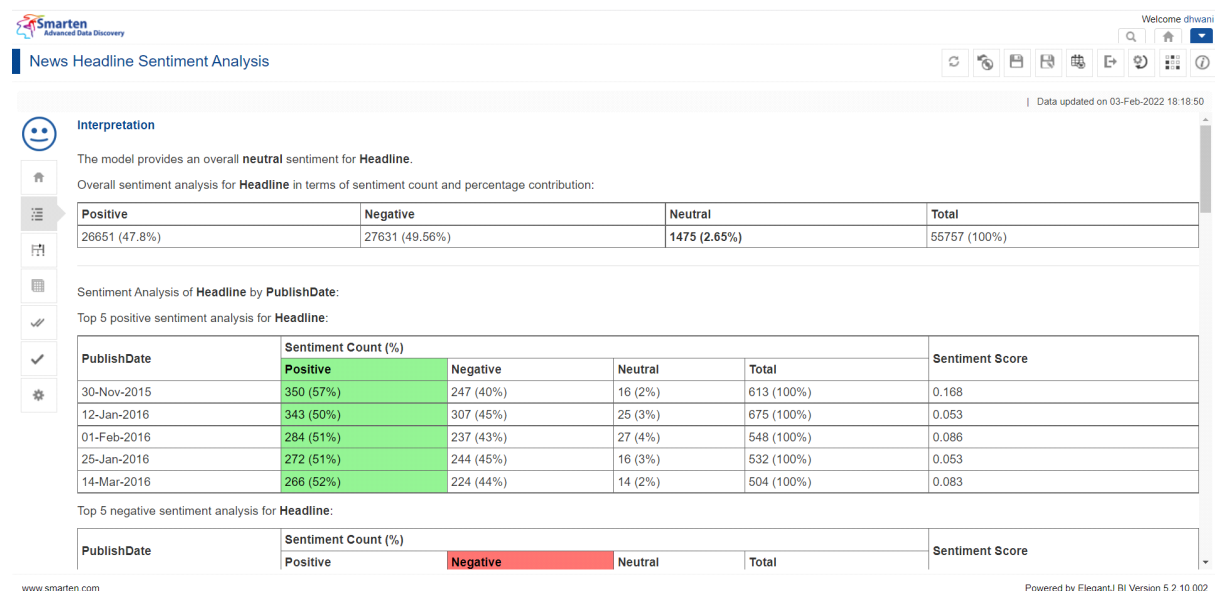 Smarten
Advanced Data Discovery
Welcome dhwani
News Headline Sentiment Analysis
| Data updated on 03-Feb-2022 18:18:50
Interpretation
The model provides an overall neutral sentiment for Headline.
Overall sentiment analysis for Headline in terms of sentiment count and percentage contribution:
Positive Negative Neutral Total
26651 (47.8%) 27631 (49.56%) 1475 (2.65%) 55757 (100%)
Sentiment Analysis of Headline by PublishDate:
Top 5 positive sentiment analysis for Headline:
PublishDate Sentiment Count (%) Sentiment Score
Positive Negative Neutral Total
30-Nov-2015 350 (57%) 247 (40%) 16 (2%) 613 (100%) 0.168
12-Jan-2016 343 (50%) 307 (45%) 25 (3%) 675 (100%) 0.053
01-Feb-2016 284 (51%) 237 (43%) 27 (4%) 548 (100%) 0.086
25-Jan-2016 272 (51%) 244 (45%) 16 (3%) 532 (100%) 0.053
14-Mar-2016 266 (52%) 224 (44%) 14 (2%) 504 (100%) 0.083
Top 5 negative sentiment analysis for Headline:
PublishDate Sentiment Count (%) Sentiment Score
Positive Negative Neutral Total
www.smarten.com Powered by ElegantJ BI Version 5.2.10.002